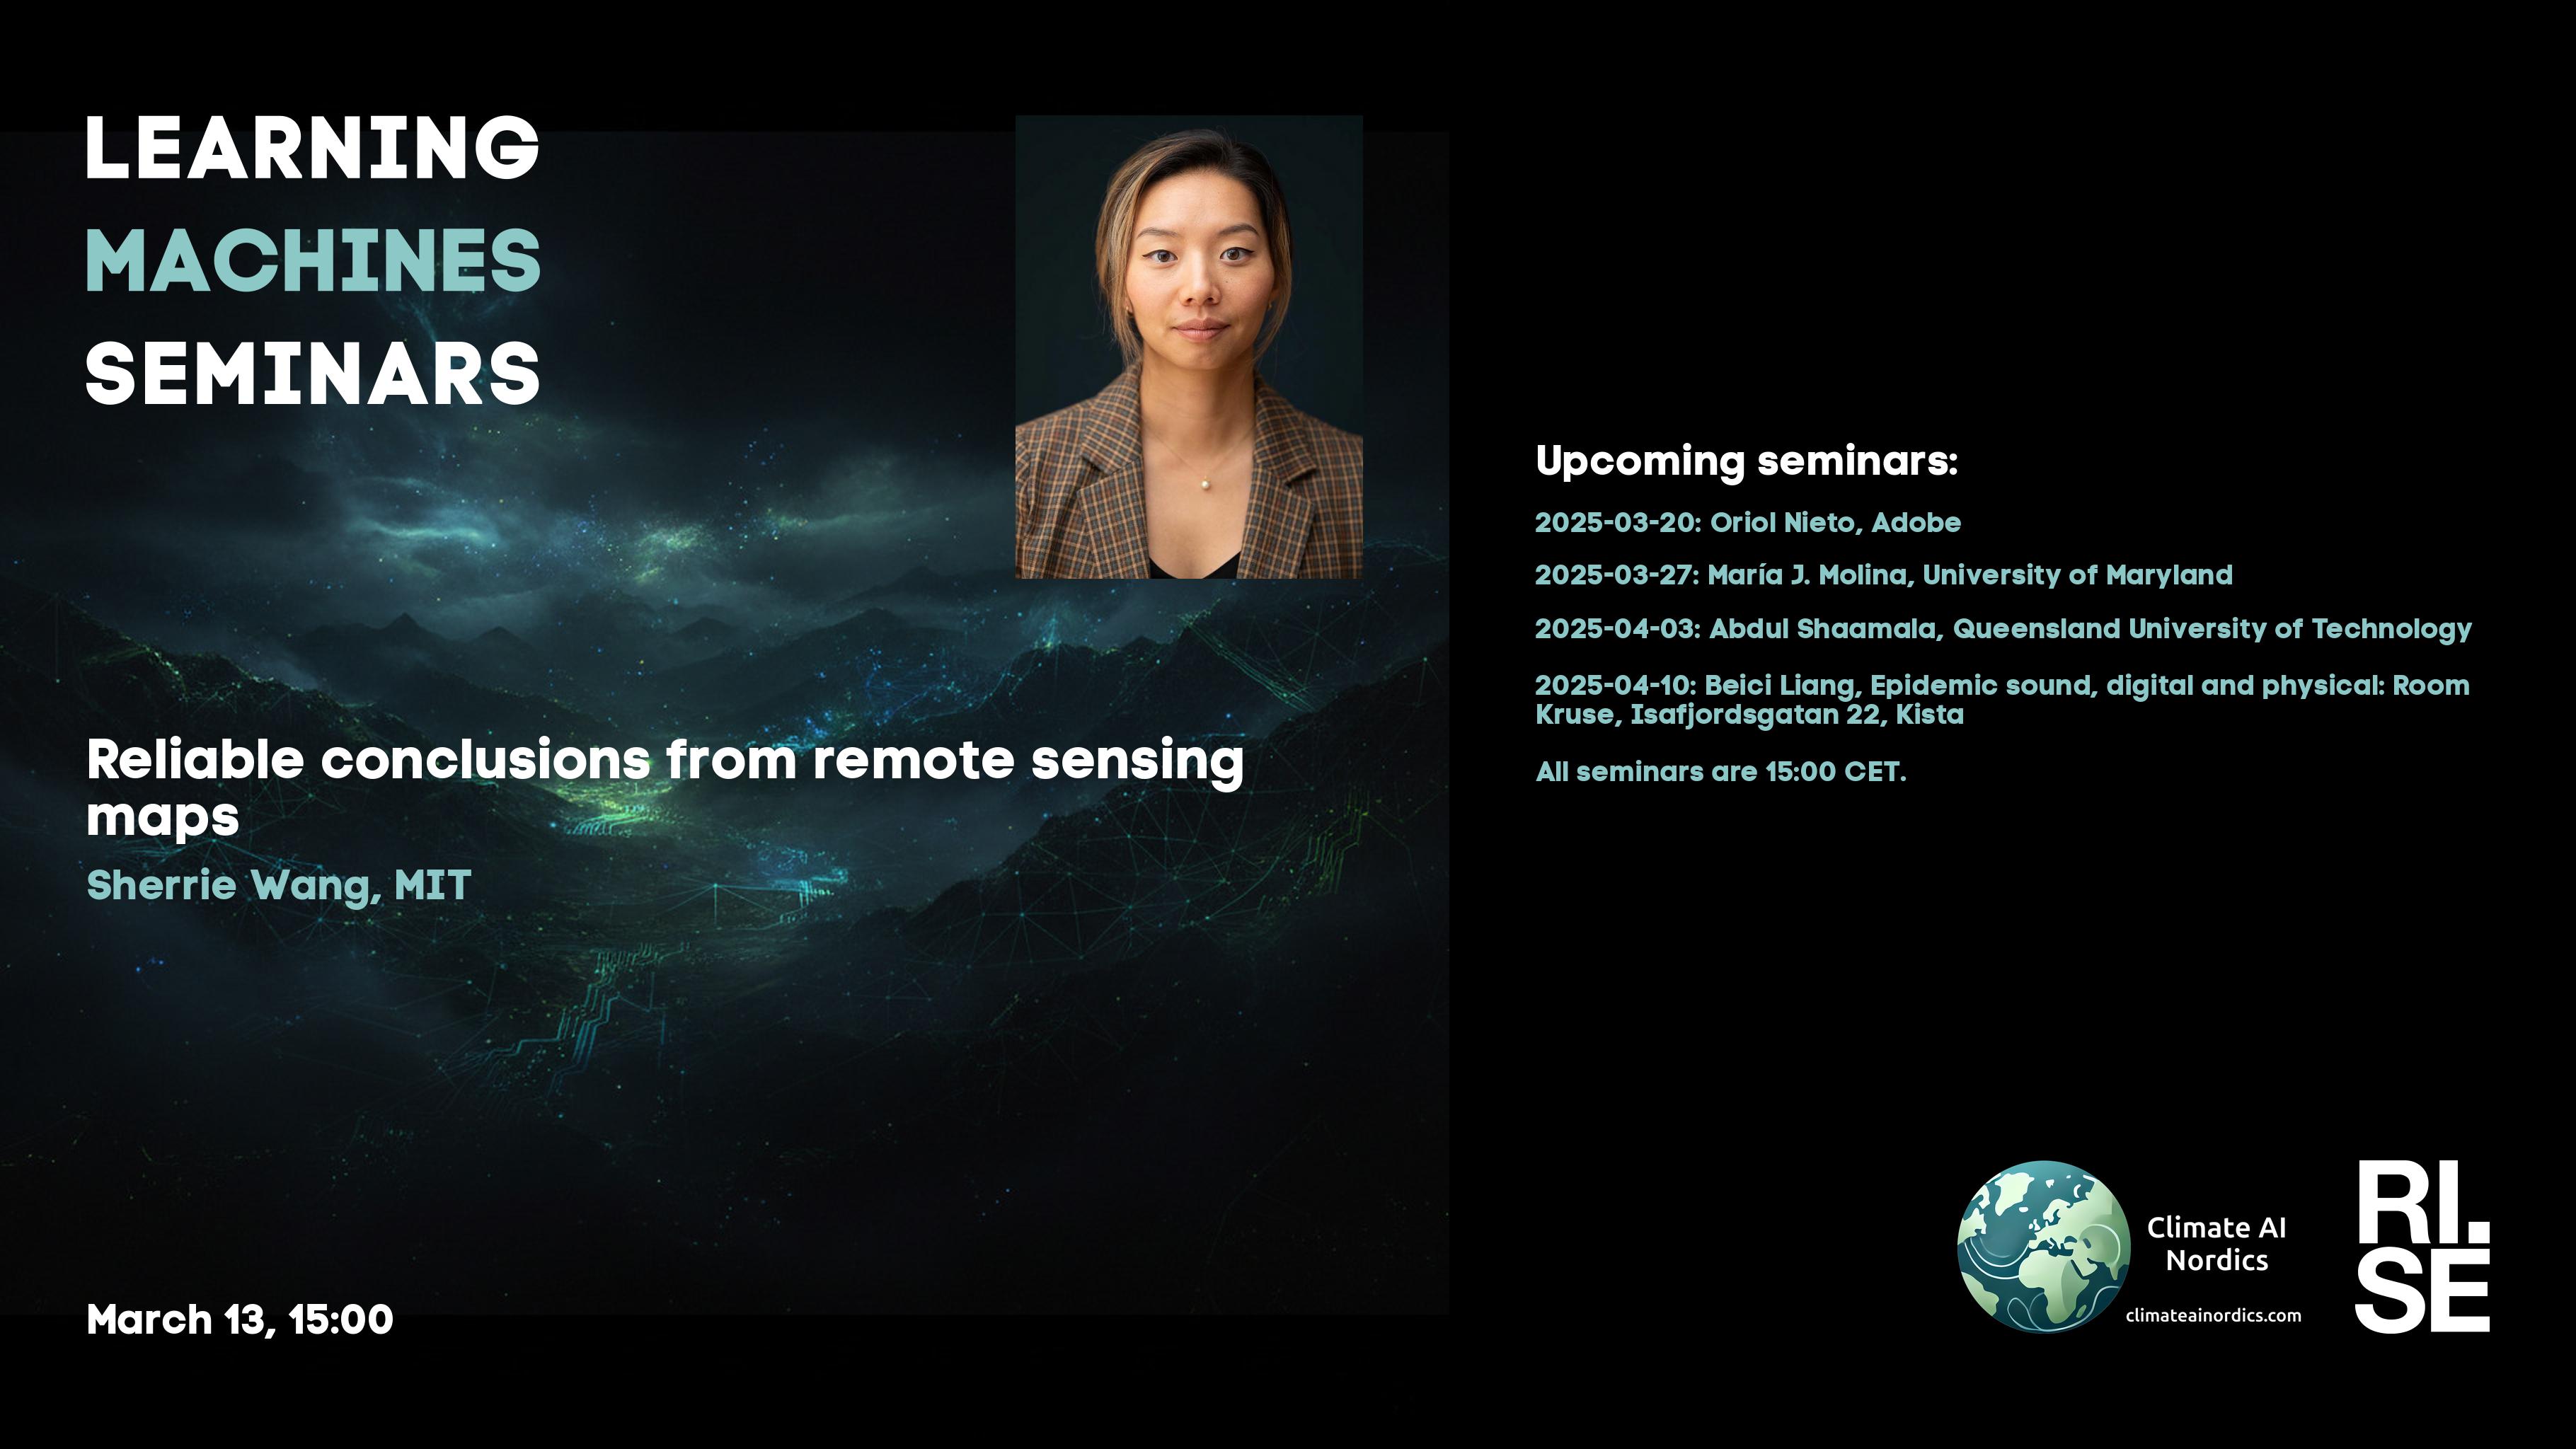 LEARNING
MACHINES
SEMINARS
Reliable conclusions from remote sensing
maps
Sherrie Wang, MIT
March 13, 15:00
Upcoming seminars:
2025-03-20: Oriol Nieto, Adobe
2025-03-27: María J. Molina, University of Maryland
2025-04-03: Abdul Shaamala, Queensland University of Technology
2025-04-10: Beici Liang, Epidemic sound, digital and physical: Room
Kruse, Isafjordsgatan 22, Kista
All seminars are 15:00 CET.
Climate AI
Nordics
climateainordics.com
RI.
SE